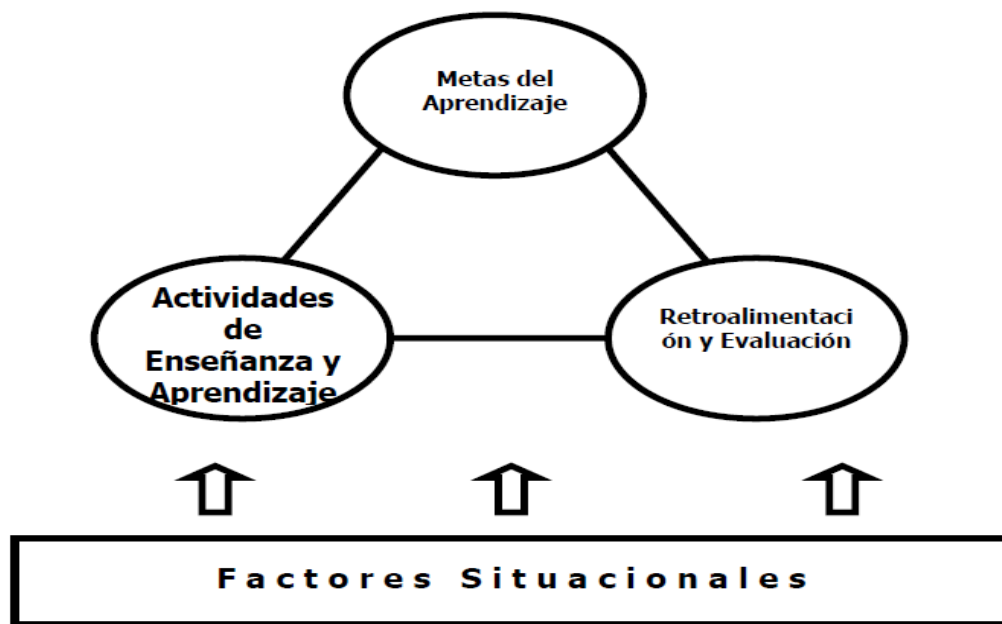 Metas del
Aprendizaje
Actividades
de
Enseñanza y
Aprendizaje
Retroalimentaci
ón y Evaluación
Factores Situacionales